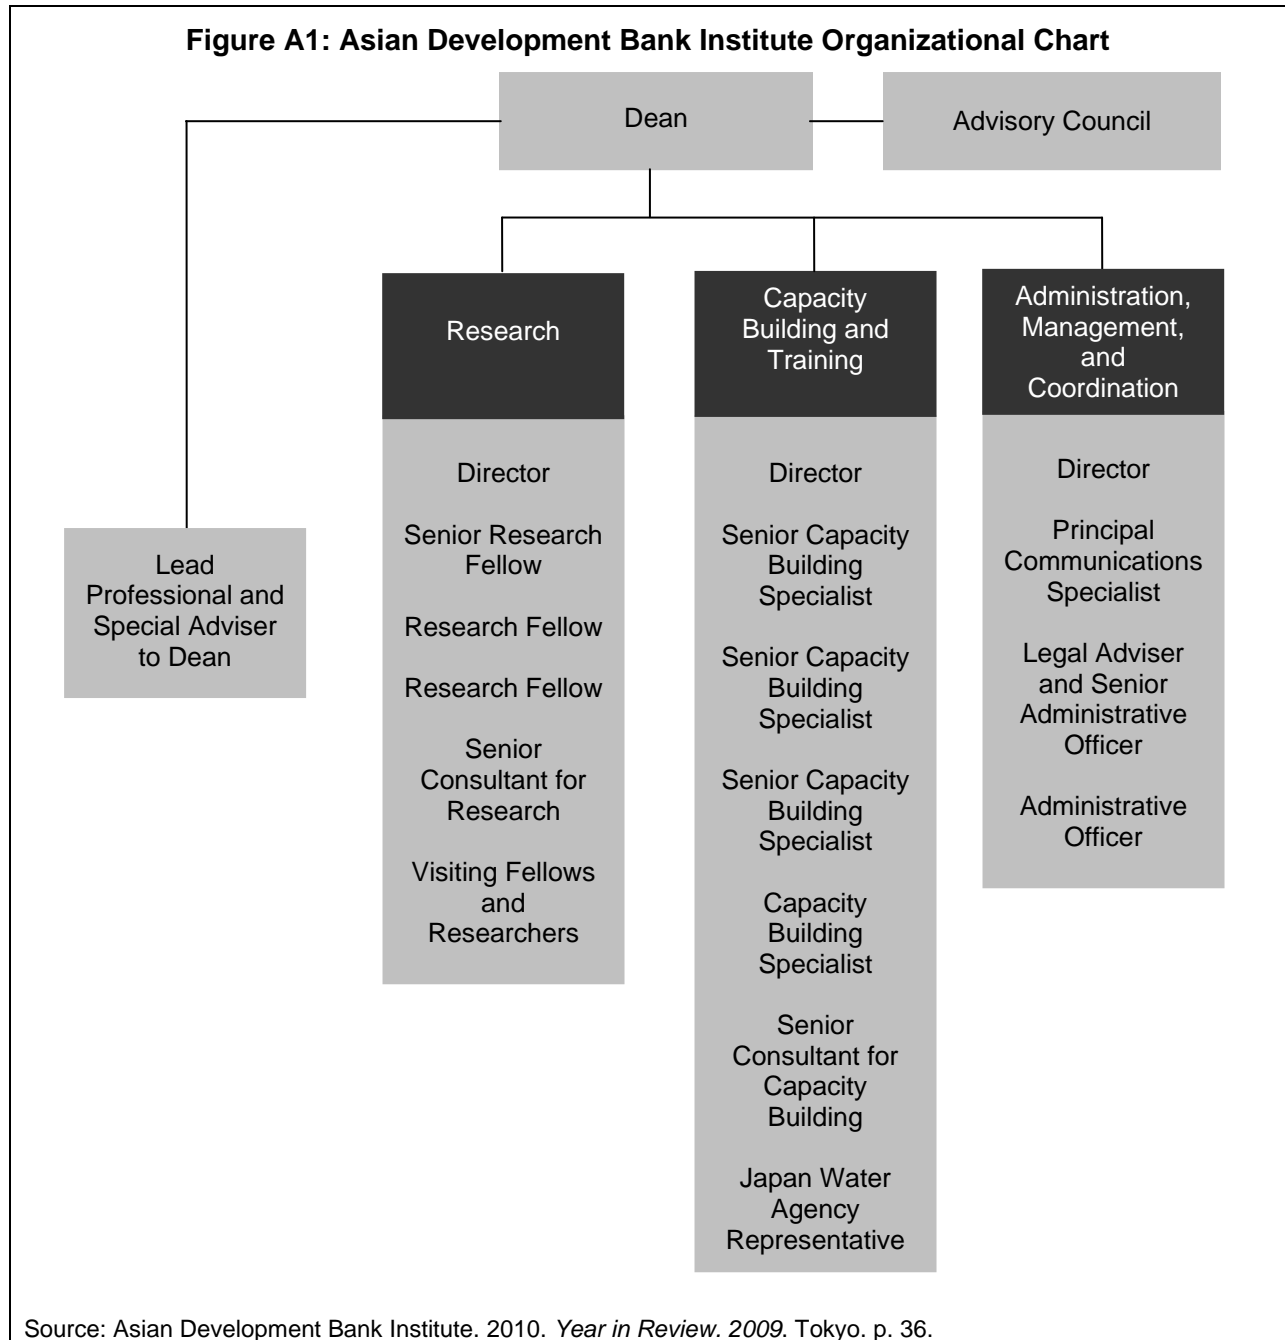 Figure A1: Asian Development Bank Institute Organizational Chart
Dean
Advisory Council
Research
Capacity
Building and
Training
Administration,
Management,
and
Coordination
Lead
Professional and
Special Adviser
to Dean
Director
Senior Research
Fellow
Research Fellow
Research Fellow
Senior
Consultant for
Research
Visiting Fellows
and
Researchers
Director
Senior Capacity
Building
Specialist
Senior Capacity
Building
Specialist
Senior Capacity
Building
Specialist
Capacity
Building
Specialist
Senior
Consultant for
Capacity
Building
Japan Water
Agency
Representative
Director
Principal
Communications
Specialist
Legal Adviser
and Senior
Administrative
Officer
Administrative
Officer
Source: Asian Development Bank Institute. 2010. Year in Review. 2009. Tokyo. p. 36.